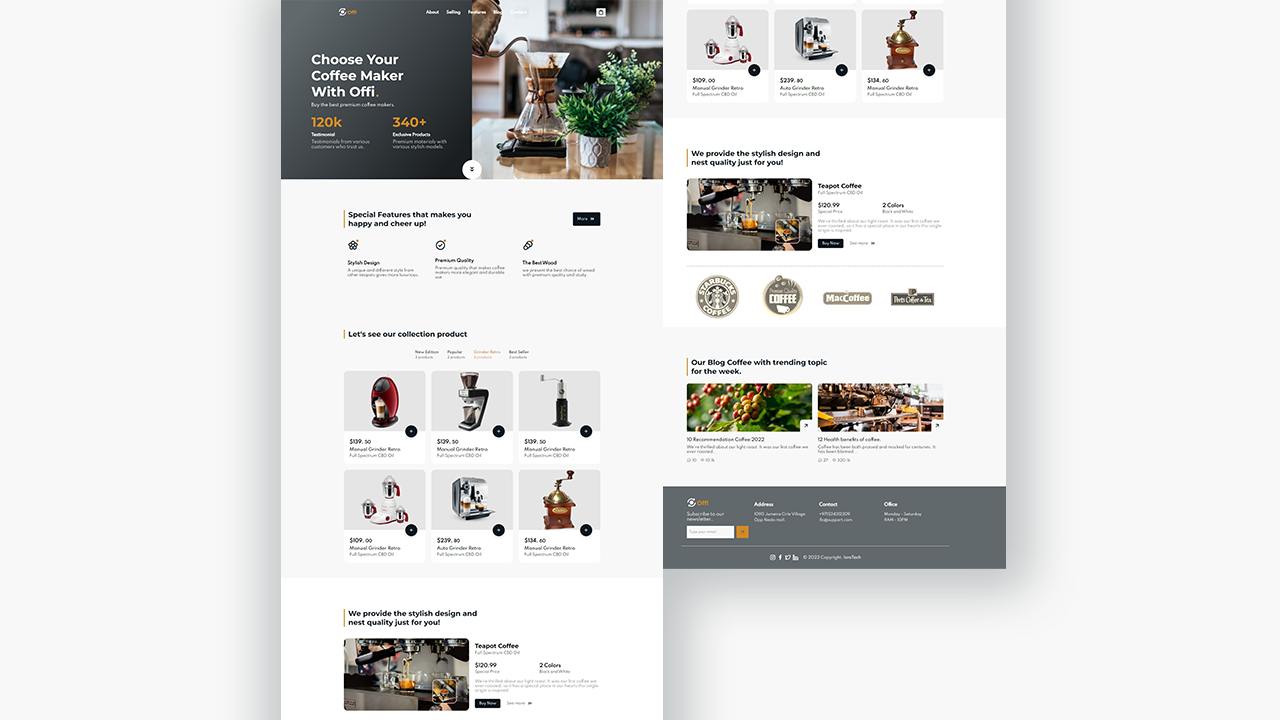 Offi
About Selling Features Blog Contact
Choose Your
Coffee Maker
With Offi.
Buy the best premium coffee makers.
120k
Testimonial
Testimonials from various
customers who trust us.
340+
Exclusive Products
Premium materials with
various stylish models.
Special Features that makes you
happy and cheer up!
More
Stylish Design
A unique and different style from
other teapots gives more luxurious.
Premium Quality
Premium quality that makes coffee
makers more elegant and durable
use
The Best Wood
we present the best choice of wood
with premium quality and study.
Let's see our collection product
New Edition
Popular
Grinder Retro
Best Seller
3 products
$139. 50
Manual Grinder Retro
Full Spectrum CBD Oil
$139. 50
Manual Grinder Retro
Full Spectrum CBD Oil
$139. 50
Manual Grinder Retro
Full Spectrum CBD Oil
$109. 00
Manual Grinder Retro
Full Spectrum CBD Oil
$239. 80
Auto Grinder Retro
Full Spectrum CBD Oil
$134. 60
Manual Grinder Retro
Full Spectrum CBD Oil
We provide the stylish design and
nest quality just for you!
Teapot Coffee
Full Spectrum CBD Oil
$120.99
Special Price
2 Colors
Black and White
We're thrilled about our light roast. It was our first coffee we
ever roasted, so it has a special place in our hearts this single
origin is inspired.
Buy Now
See more
$109. 00
Manual Grinder Retro
Full Spectrum CBD Oil
$239. 80
Auto Grinder Retro
Full Spectrum CBD Oil
$134. 60
Manual Grinder Retro
Full Spectrum CBD Oil
We provide the stylish design and
nest quality just for you!
Teapot Coffee
Full Spectrum CBD Oil
$120.99
Special Price
2 Colors
Black and White
We're thrilled about our light roast. It was our first coffee we
ever roasted, so it has a special place in our hearts this single
origin is inspired.
Buy Now
See more
STARBUCKS
COFFEE
Premium Quality
COFFEE
MacCoffee
Peet's Coffee & Tea
Our Blog Coffee with trending topic
for the week.
10 Recommendation Coffee 2022
We're thrilled about our light roast. It was our first coffee we
ever roasted.
10
12 Health benefits of coffee.
Coffee has been both praised and mocked for centuries. It
has been blamed
27
Offi
Subscribe to our
newsletter.
Type your email
Address
1090 Jumeira Cirle Village
Opp Nesto mall.
Contact
Office
Monday - Saturday
9AM - 10PM
© 2022 Copyright.